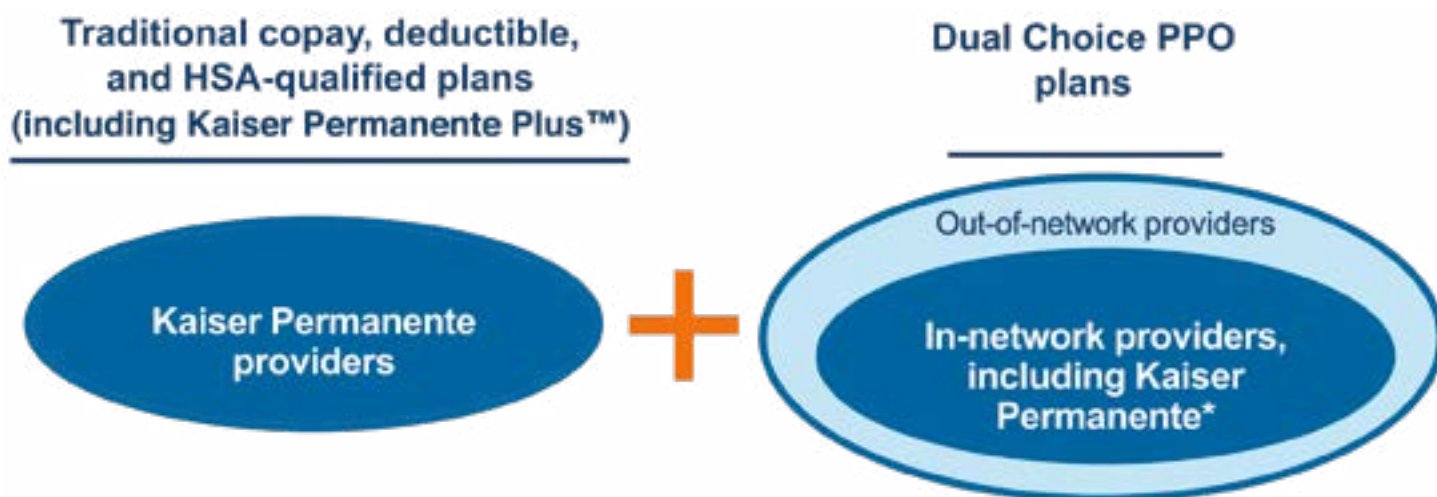 Traditional copay, deductible,
and HSA-qualified plans
(including Kaiser Permanente Plus™)
Kaiser Permanente
providers
Dual Choice PPO
plans
Out-of-network providers
In-network providers,
including Kaiser
Permanente*